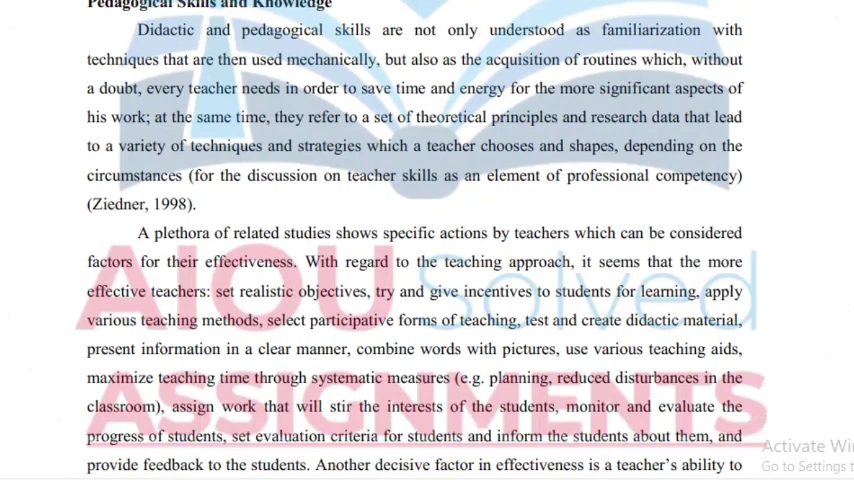 Pedagogical Skills and Knowledge
Didactic and pedagogical skills are not only understood as familiarization with
techniques that are then used mechanically, but also as the acquisition of routines which, without
a doubt, every teacher needs in order to save time and energy for the more significant aspects of
his work; at the same time, they refer to a set of theoretical principles and research data that lead
to a variety of techniques and strategies which a teacher chooses and shapes, depending on the
circumstances (for the discussion on teacher skills as an element of professional competency)
(Ziedner, 1998).
A plethora of related studies shows specific actions by teachers which can be considered
factors for their effectiveness. With regard to the teaching approach, it seems that the more
effective teachers: set realistic objectives, try and give incentives to students for learning, apply
various teaching methods, select participative forms of teaching, test and create didactic material,
present information in a clear manner, combine words with pictures, use various teaching aids,
maximize teaching time through systematic measures (e.g. planning, reduced disturbances in the
classroom), assign work that will stir the interests of the students, monitor and evaluate the
progress of students, set evaluation criteria for students and inform the students about them, and
provide feedback to the students. Another decisive factor in effectiveness is a teacher's ability to
AIOU Solved
ASSIGNMENTS
Activate Win
Go to Settings t